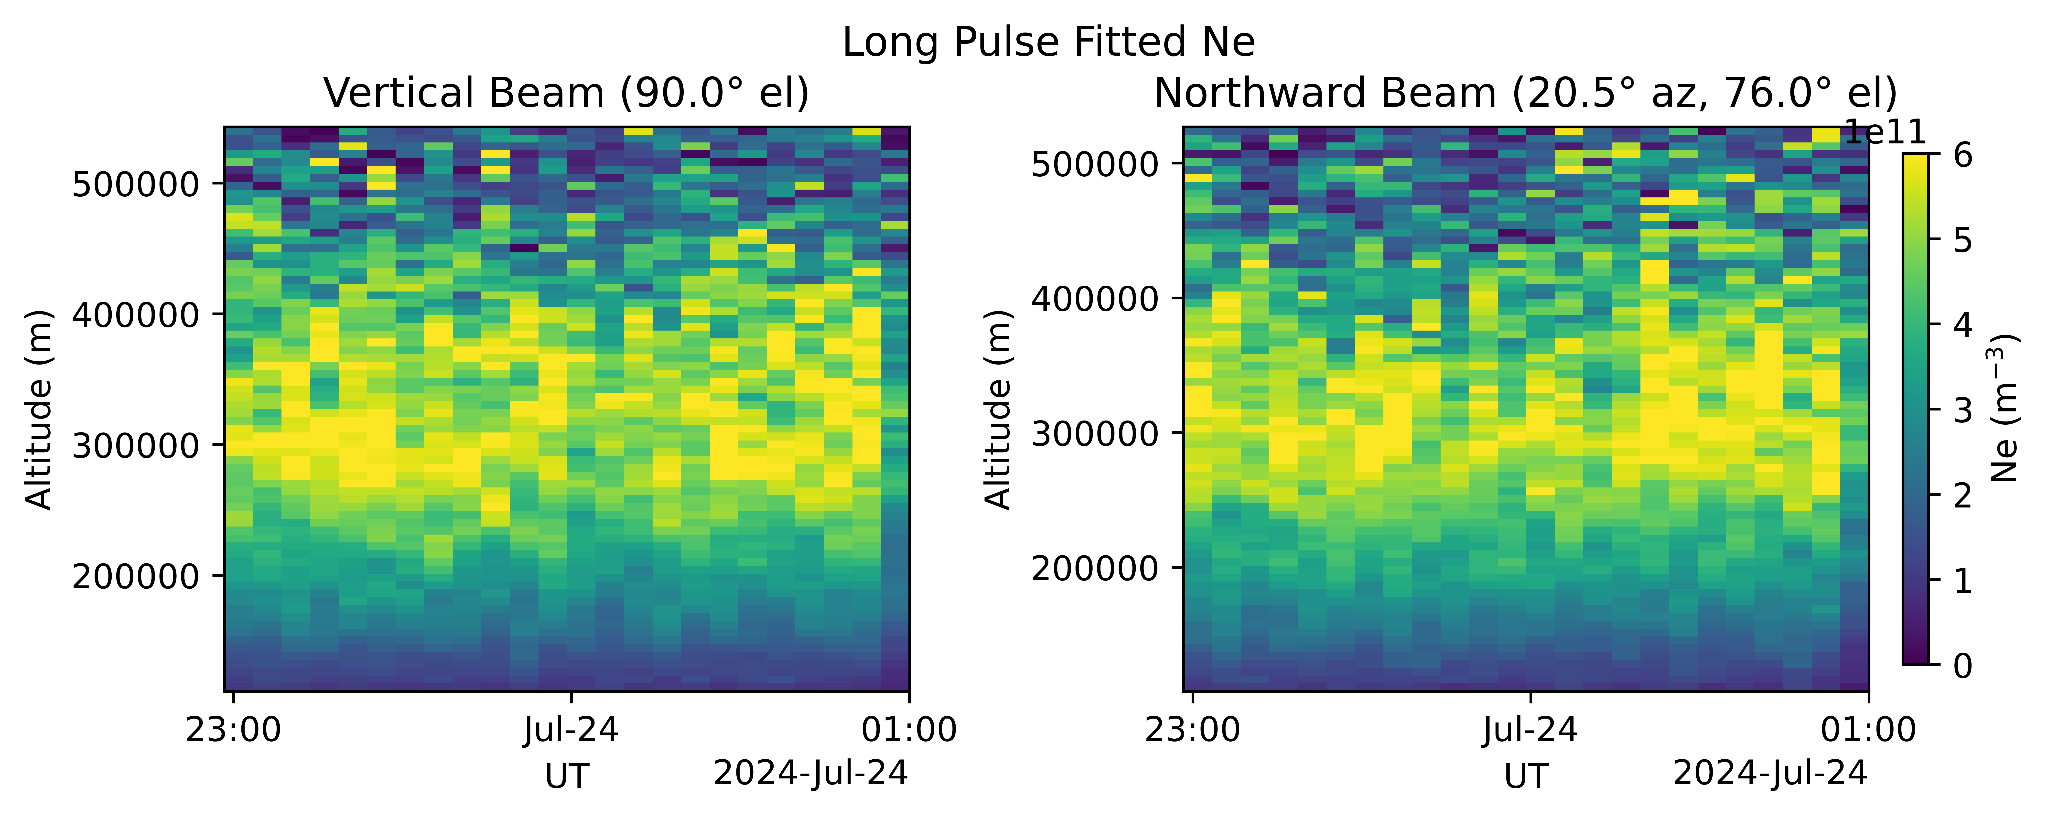 Long Pulse Fitted Ne
Vertical Beam (90.0° el)
Northward Beam (20.5° az, 76.0° el)
Altitude (m)
500000
400000
300000
200000
23:00
Jul-24
01:00
UT
2024-Jul-24
Altitude (m)
500000
400000
300000
200000
23:00
Jul-24
01:00
UT
2024-Jul-24
1e11
6
5
4
3
2
1
0
Ne (m⁻³)